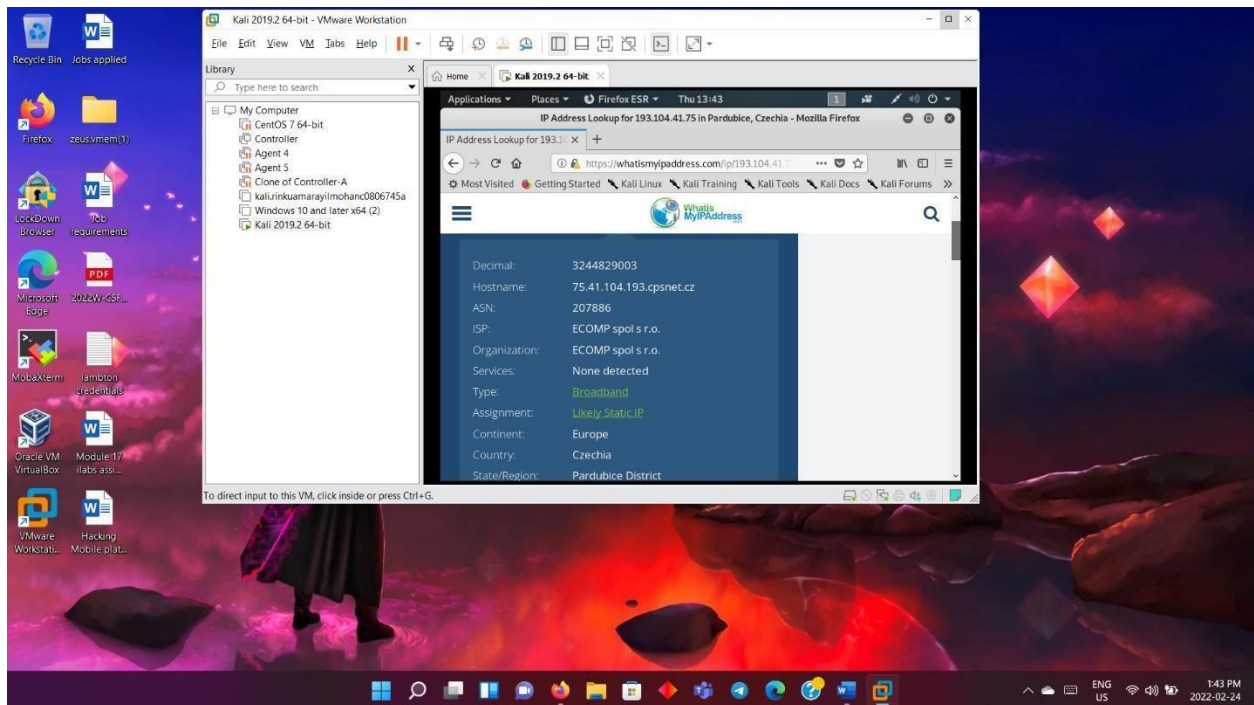 Kali 2019.2 64-bit - VMware Workstation
File Edit View VM Tabs Help
Library
Type here to search
My Computer
CentOS 7 64-bit
Controller
Agent 4
Agent 5
Clone of Controller-A
kali.rinkuamarayilmohanc0806745a
Windows 10 and later x64 (2)
Kali 2019.2 64-bit
Home
Kali 2019.2 64-bit
Applications Places Firefox ESR Thu 13:43 1
IP Address Lookup for 193.104.41.75 in Pardubice, Czechia - Mozilla Firefox
IP Address Lookup for 193.1
https://whatismyipaddress.com/ip/193.104.41.7
Most Visited Getting Started Kali Linux Kali Training Kali Tools Kali Docs Kali Forums
WhatIs
MyIPAddress
Decimal: 3244829003
Hostname: 75.41.104.193.cpsnet.cz
ASN: 207886
ISP: ECOMP spol s r.o.
Organization: ECOMP spol s r.o.
Services: None detected
Type: Broadband
Assignment: Likely Static IP
Continent: Europe
Country: Czechia
State/Region: Pardubice District
To direct input to this VM, click inside or press Ctrl+G.
Recycle Bin
Jobs applied
Firefox
zeus.vmem(1)
LockDown
Browser
Job
requirements
Microsoft
Edge
PDF
2022W-CSF...
MobaXterm
lambton
credentials
Oracle VM
VirtualBox
Module 17
ilabs assi...
VMware
Workstati...
Hacking
Mobile plat...
ENG
US
1:43 PM
2022-02-24